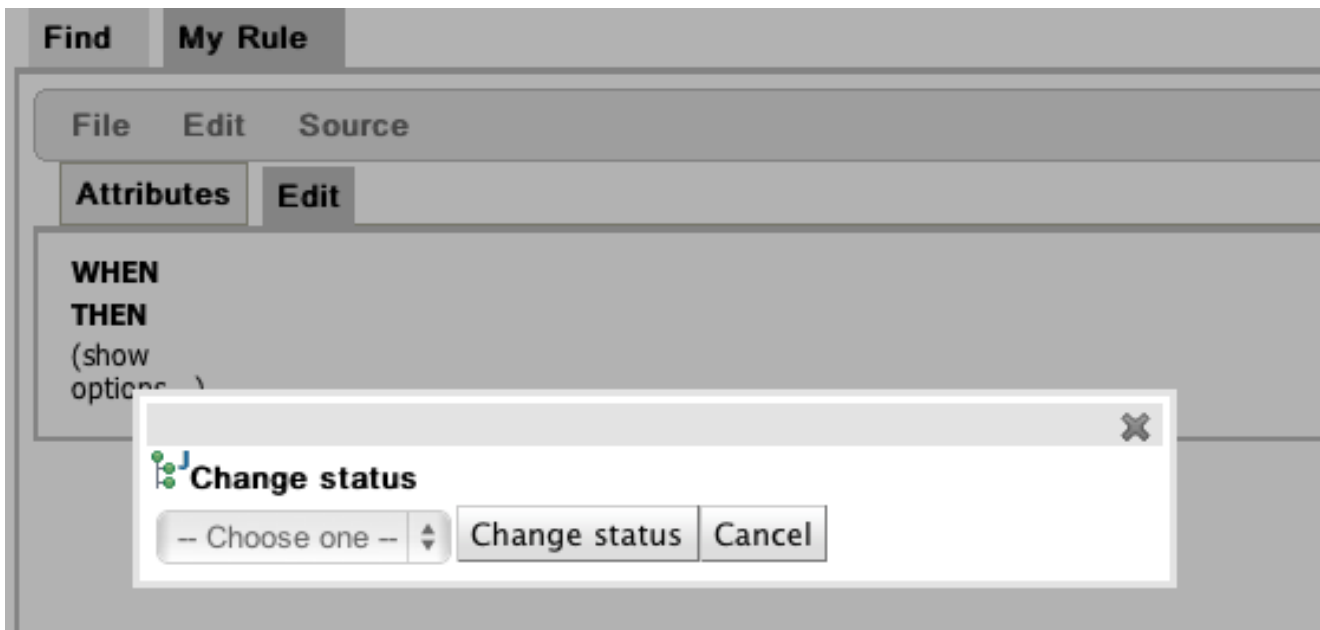 Find My Rule
File Edit Source
Attributes Edit
WHEN
THEN
(show
Change status
-- Choose one -- Change status Cancel